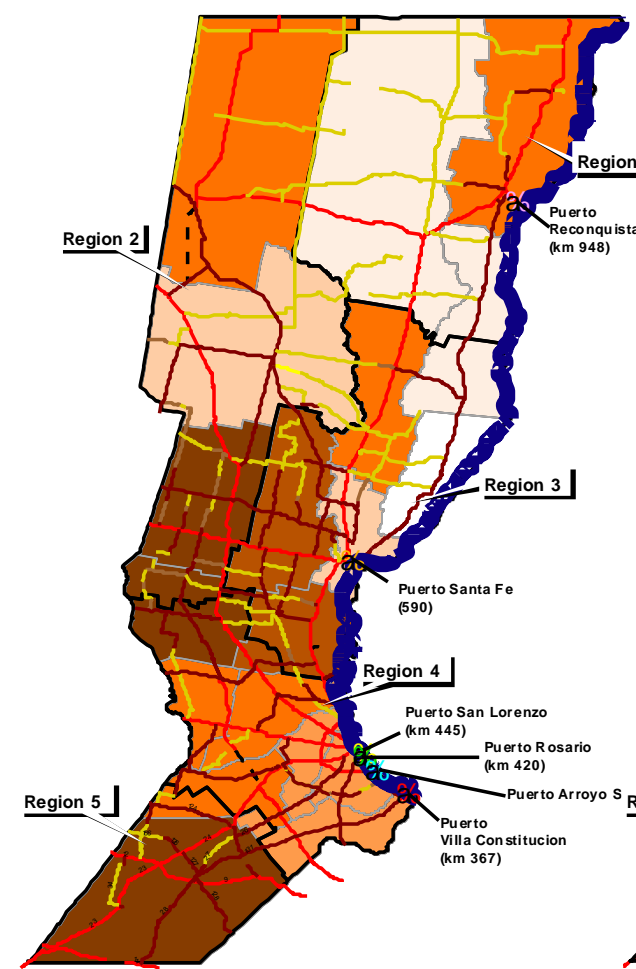 Region
Puerto
Reconquista
(km 948)
Region 2
Region 3
Puerto Santa Fe
(590)
Region 4
Puerto San Lorenzo
(km 445)
Puerto Rosario
(km 420)
Puerto Arroyo S
R
Region 5
Puerto
Villa Constitucion
(km 367)